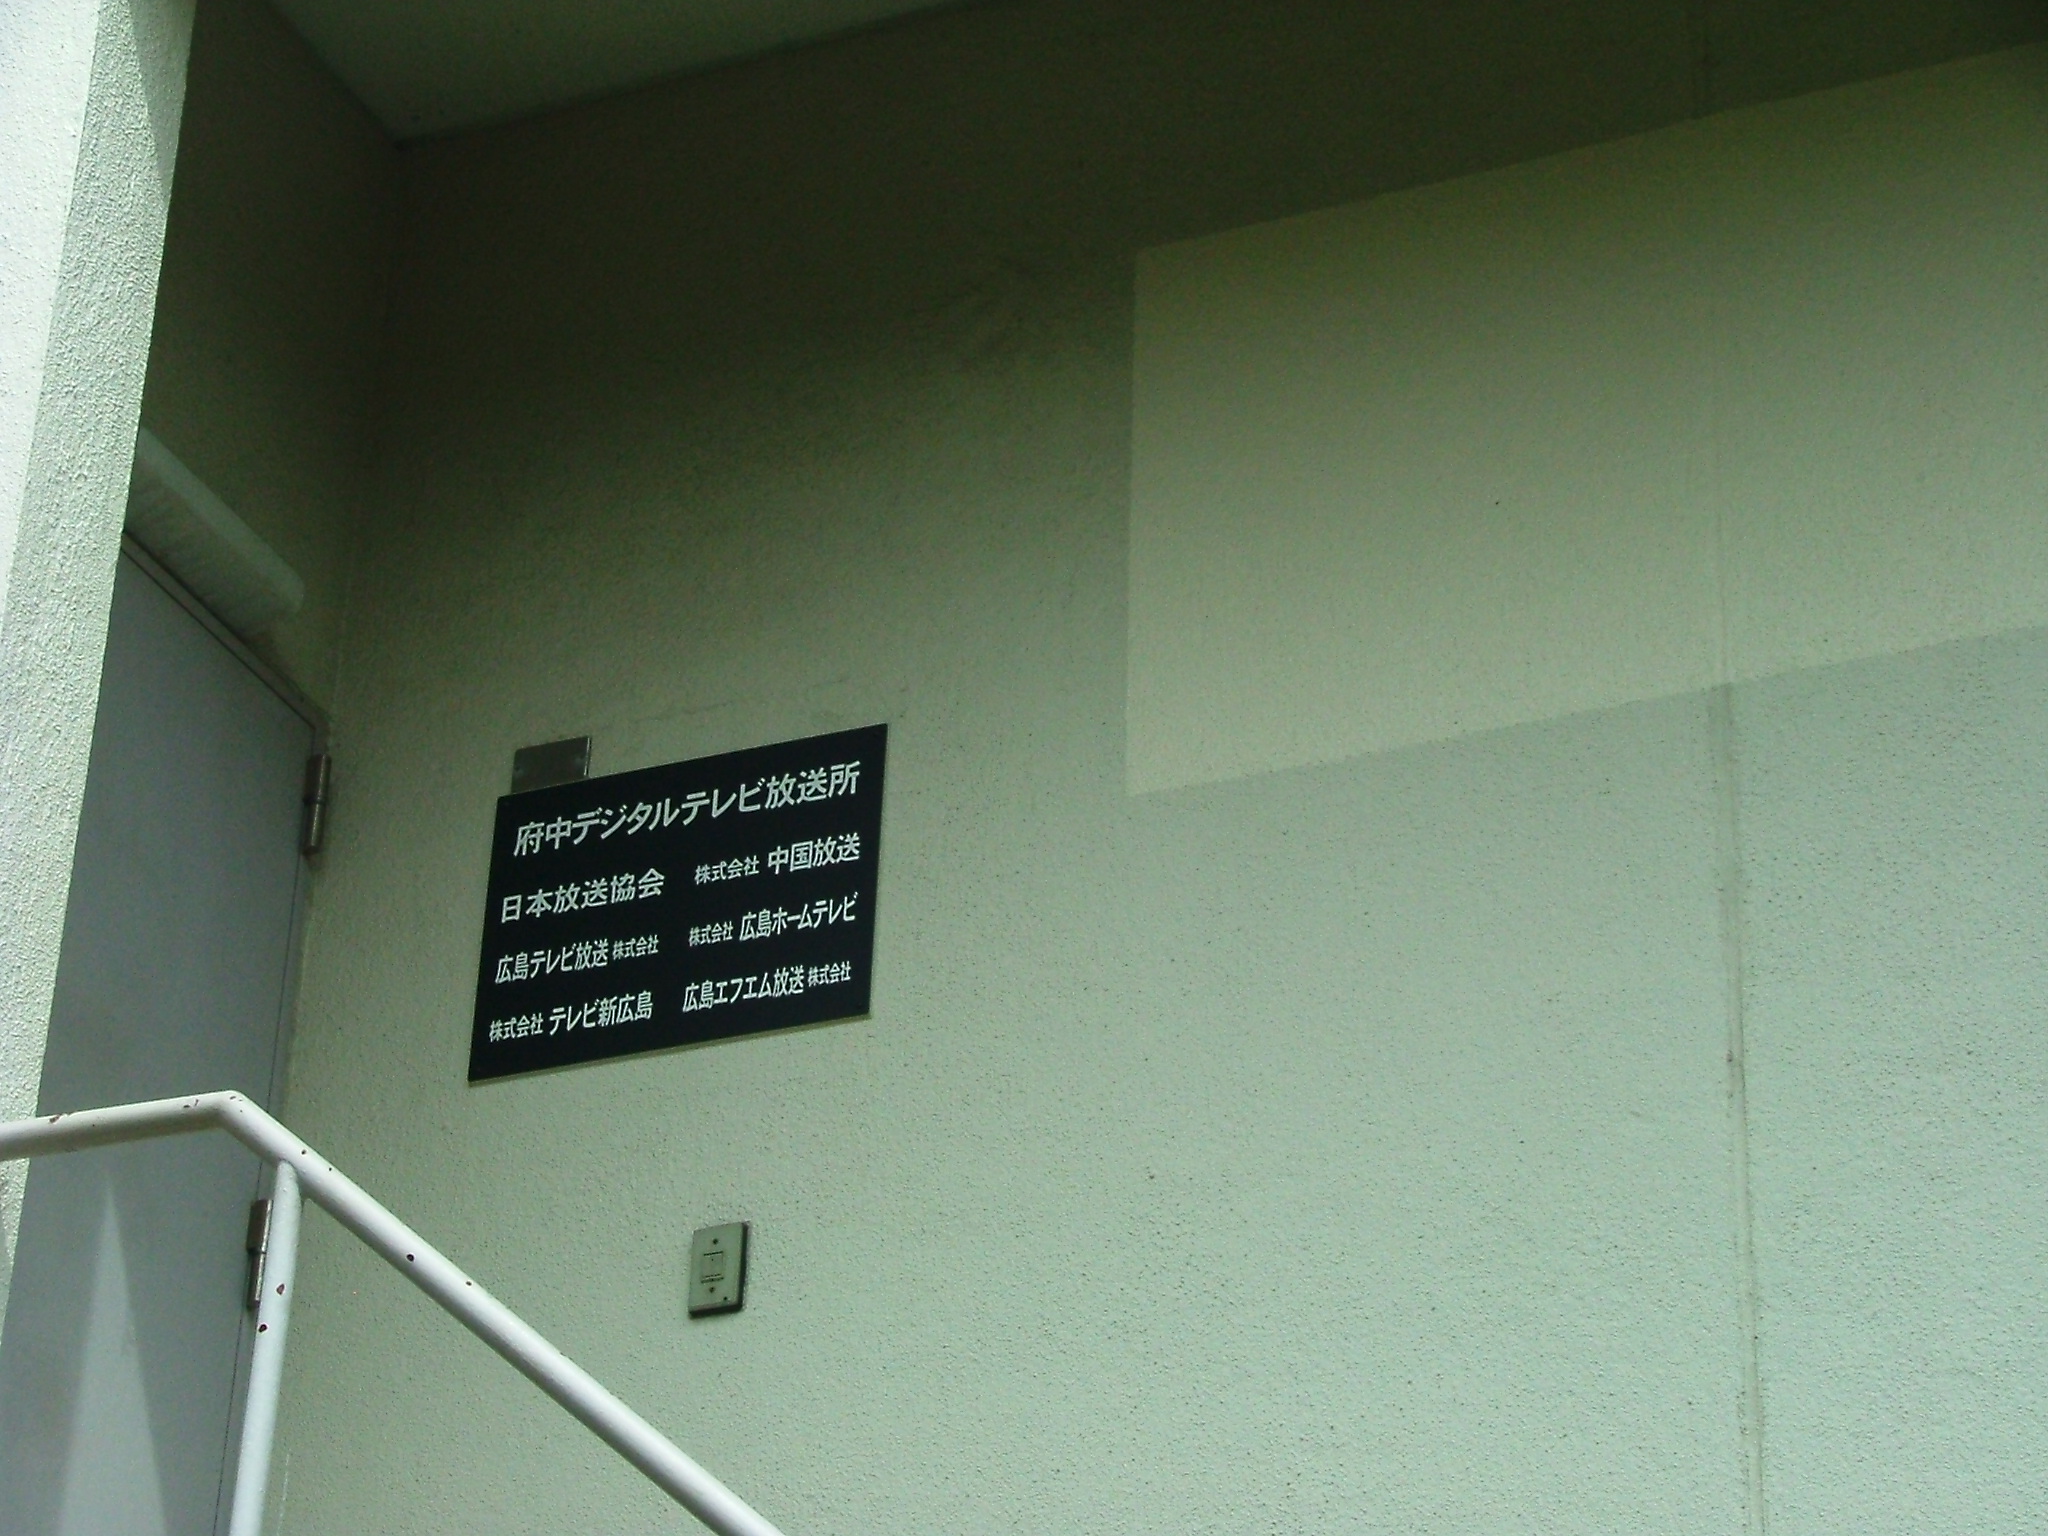 府中デジタルテレビ放送所
日本放送協会 株式会社 中国放送
広島テレビ放送 株式会社 株式会社 広島ホームテレビ
株式会社 テレビ新広島 広島エフエム放送 株式会社